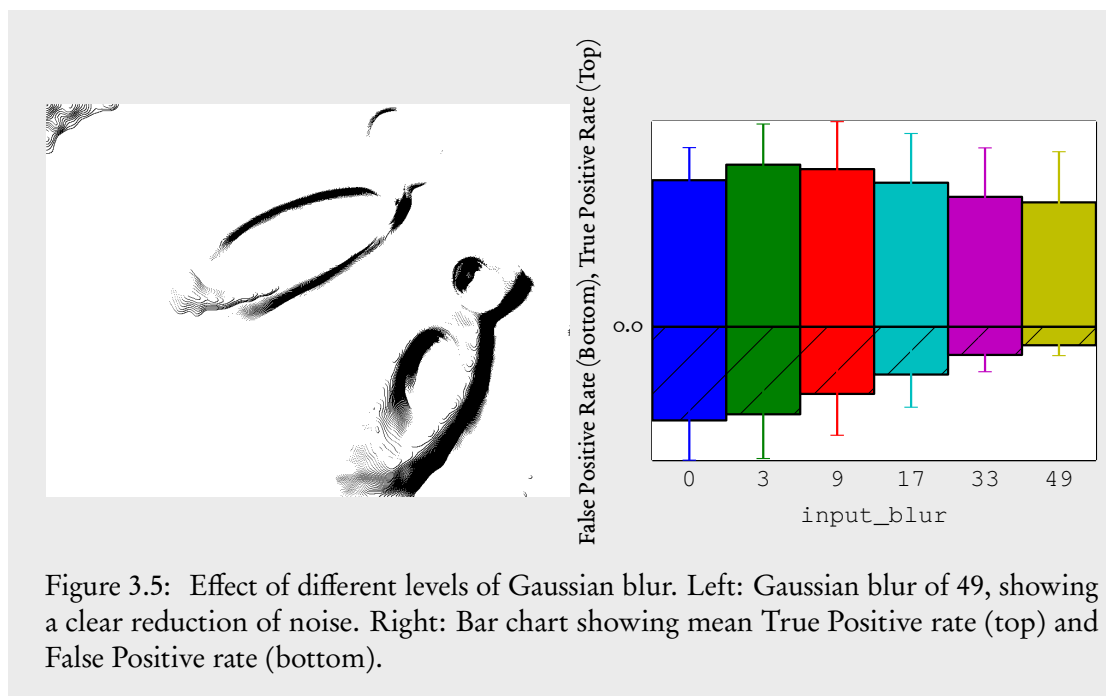 False Positive Rate (Bottom), True Positive Rate (Top)
0.0
0 3 9 17 33 49
input_blur
Figure 3.5: Effect of different levels of Gaussian blur. Left: Gaussian blur of 49, showing
a clear reduction of noise. Right: Bar chart showing mean True Positive rate (top) and
False Positive rate (bottom).